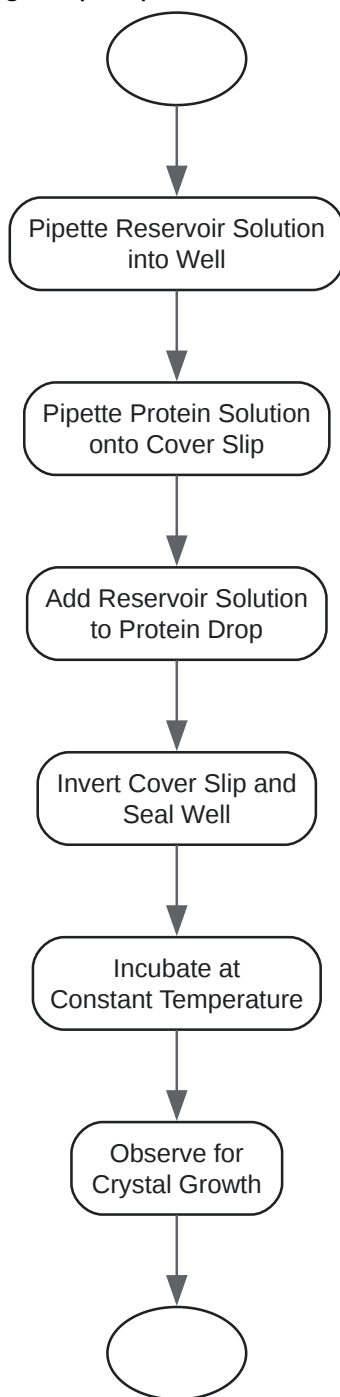 Pipette Reservoir Solution
into Well
Pipette Protein Solution
onto Cover Slip
Add Reservoir Solution
to Protein Drop
Invert Cover Slip and
Seal Well
Incubate at
Constant Temperature
Observe for
Crystal Growth